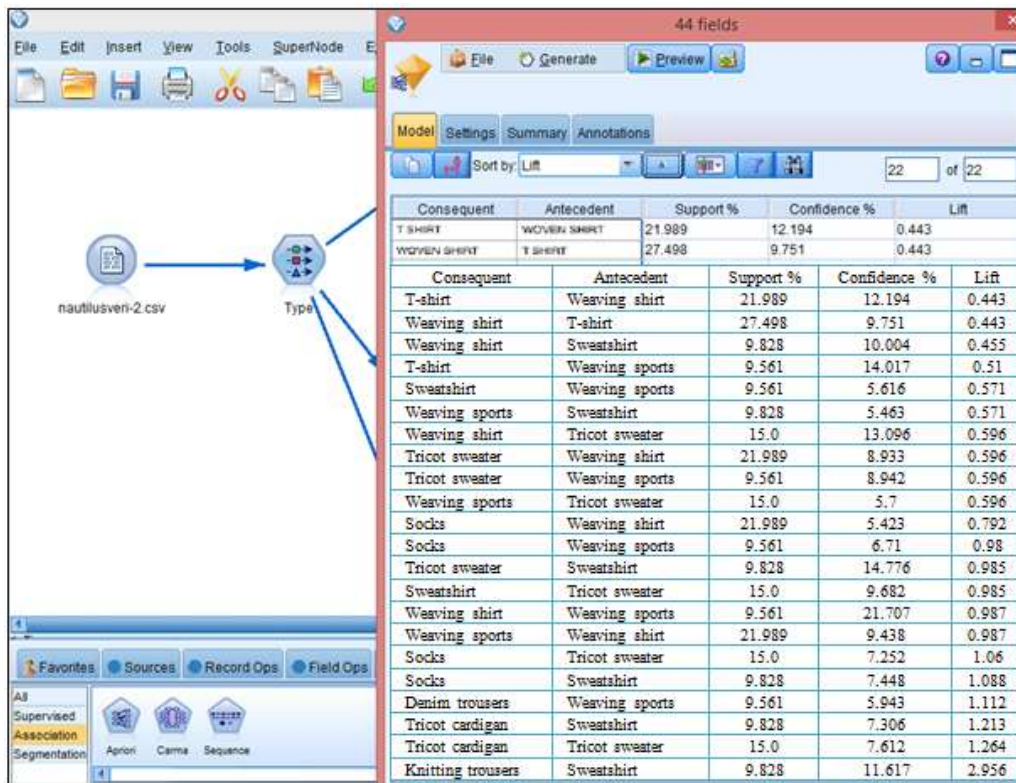 44 fields
File Edit Insert View Tools SuperNode E
File Generate Preview
Model Settings Summary Annotations
Sort by: Lift 22 of 22
Consequent Antecedent Support % Confidence % Lift
T SHIRT WOVEN SHIRT 21.989 12.194 0.443
WOVEN SHIRT T SHIRT 27.498 9.751 0.443
Consequent Antecedent Support % Confidence % Lift
T-shirt Weaving shirt 21.989 12.194 0.443
Weaving shirt T-shirt 27.498 9.751 0.443
Weaving shirt Sweatshirt 9.828 10.004 0.455
T-shirt Weaving sports 9.561 14.017 0.51
Sweatshirt Weaving sports 9.561 5.616 0.571
Weaving sports Sweatshirt 9.828 5.463 0.571
Weaving shirt Tricot sweater 15.0 13.096 0.596
Tricot sweater Weaving shirt 21.989 8.933 0.596
Tricot sweater Weaving sports 9.561 8.942 0.596
Weaving sports Tricot sweater 15.0 5.7 0.596
Socks Weaving shirt 21.989 5.423 0.792
Socks Weaving sports 9.561 6.71 0.98
Tricot sweater Sweatshirt 9.828 14.776 0.985
Sweatshirt Tricot sweater 15.0 9.682 0.985
Weaving shirt Weaving sports 9.561 21.707 0.987
Weaving sports Weaving shirt 21.989 9.438 0.987
Socks Tricot sweater 15.0 7.252 1.06
Socks Sweatshirt 9.828 7.448 1.088
Denim trousers Weaving sports 9.561 5.943 1.112
Tricot cardigan Sweatshirt 9.828 7.306 1.213
Tricot cardigan Tricot sweater 15.0 7.612 1.264
Knitting trousers Sweatshirt 9.828 11.617 2.956
nautilusveri-2.csv Type
Favorites Sources Record Ops Field Ops
All
Supervised
Association
Segmentation
Apriori Carma Sequence